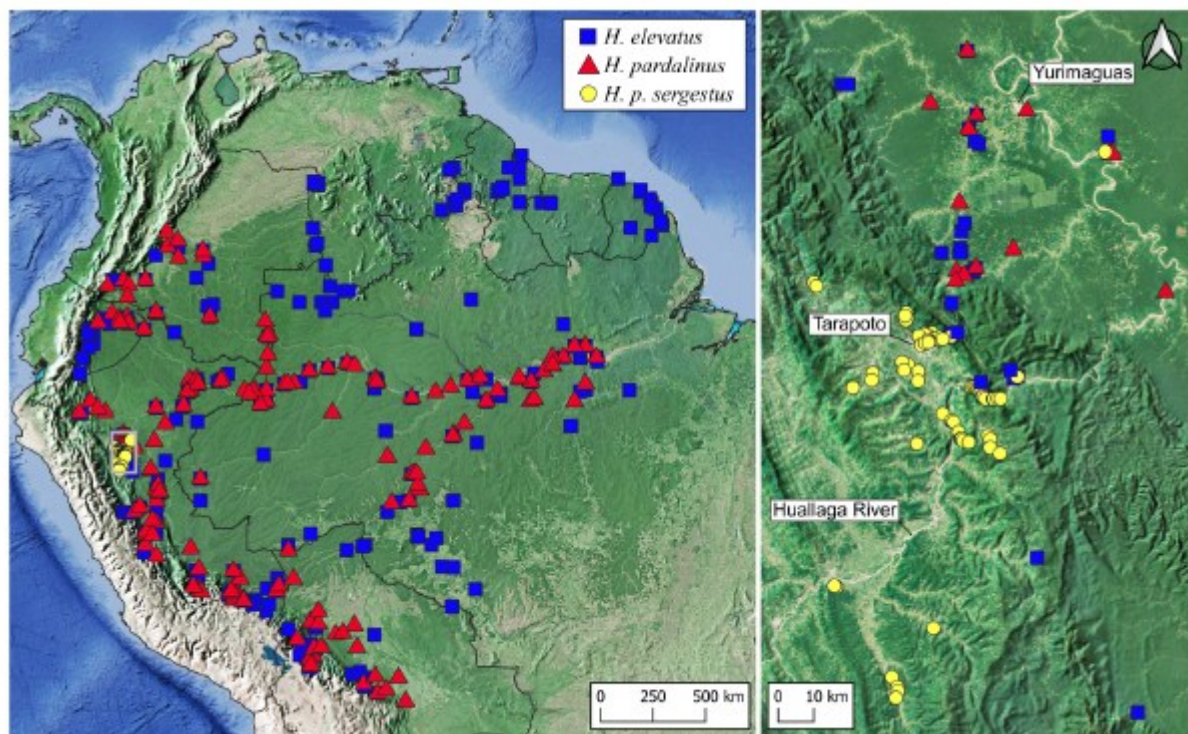 H. elevatus
H. pardalinus
H. p. sergestus
0 250 500 km
Yurimaguas
Tarapoto
Huallaga River
0 10 km